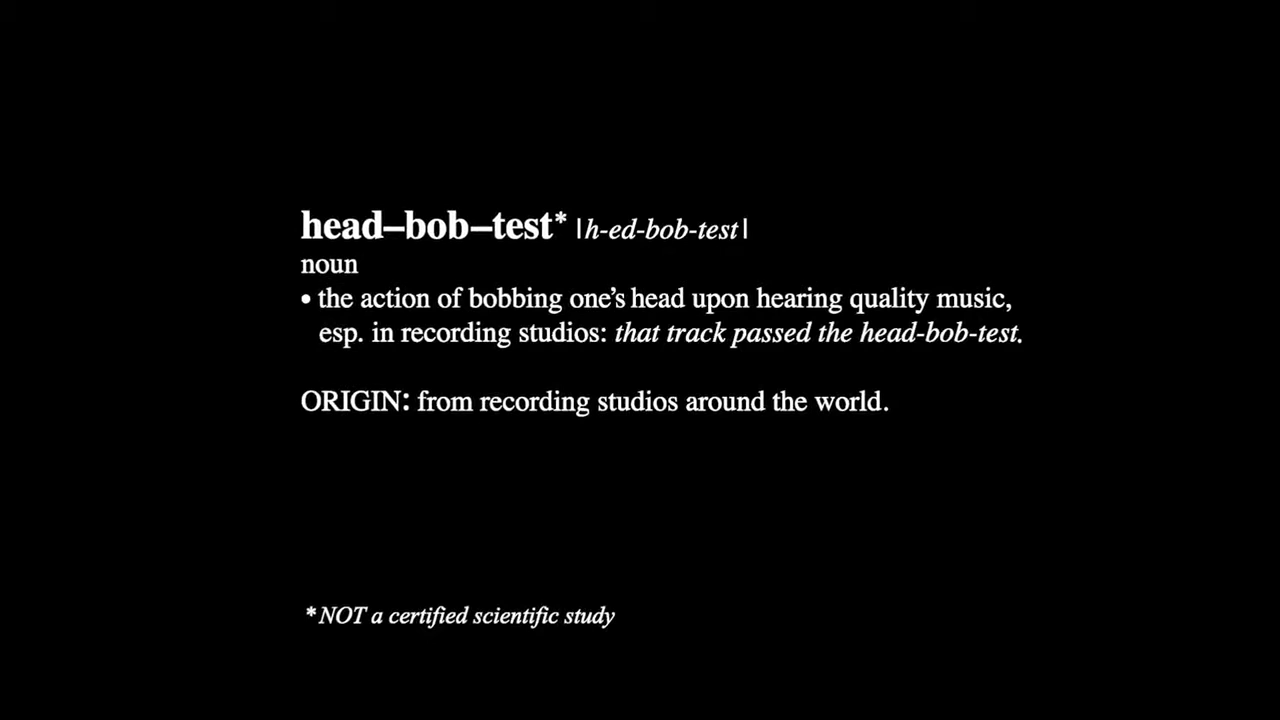 head–bob–test* |h-ed-bob-test|
noun
• the action of bobbing one’s head upon hearing quality music,
esp. in recording studios: that track passed the head-bob-test.
ORIGIN: from recording studios around the world.
*NOT a certified scientific study